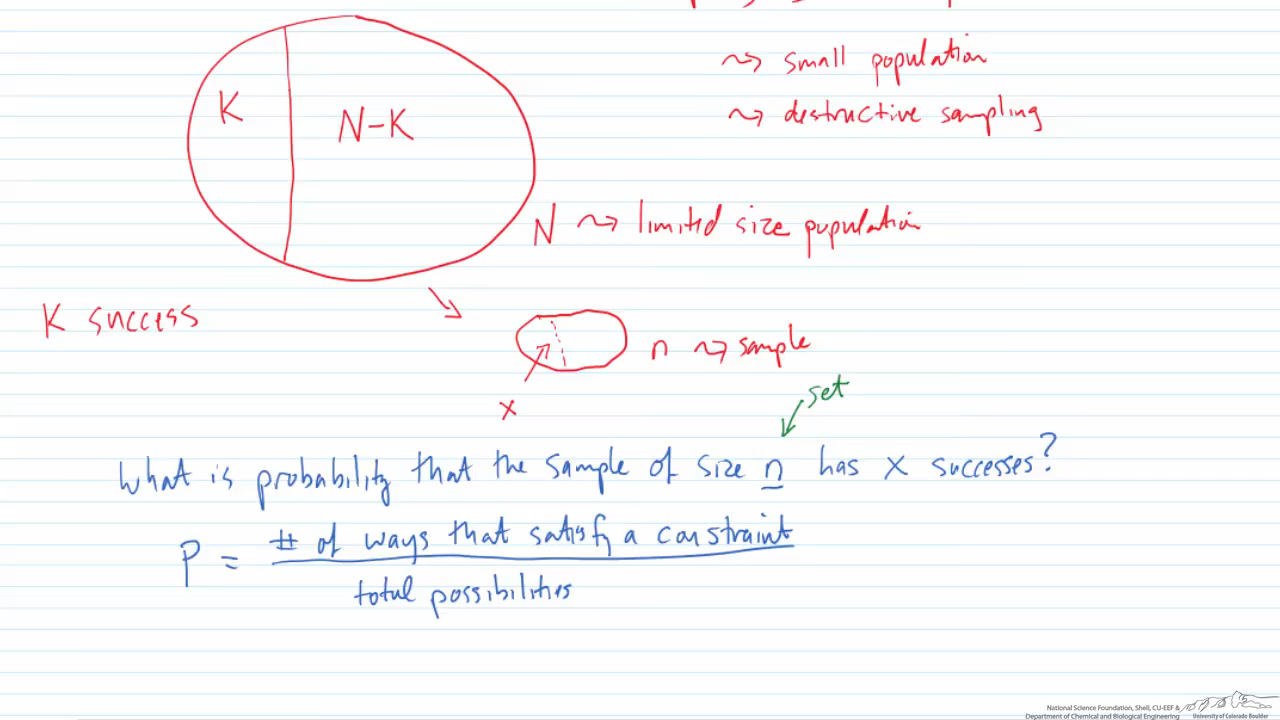 ~> small population
K
N-K
~> destructive sampling
N ~> limited size population
K success
n ~> sample
x
set
What is probability that the sample of size n has x successes?
P = # of ways that satisfy a constraint
total possibilities
National Science Foundation, Shell, CU-EEF &
Department of Chemical and Biological Engineering
University of Colorado Boulder